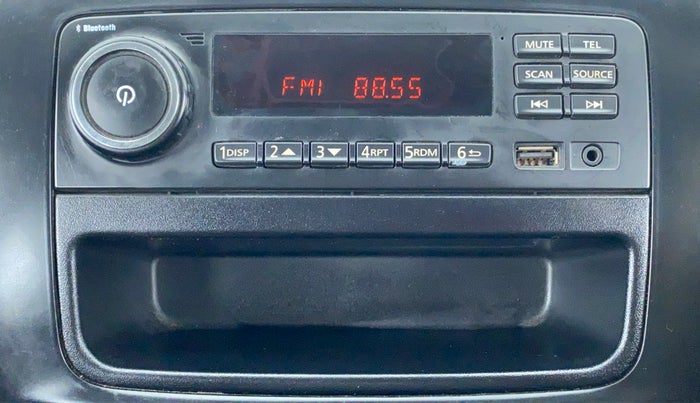 Bluetooth
MUTE TEL
FM1 88.55
SCAN SOURCE
1DISP 2 3 4RPT 5RDM 6